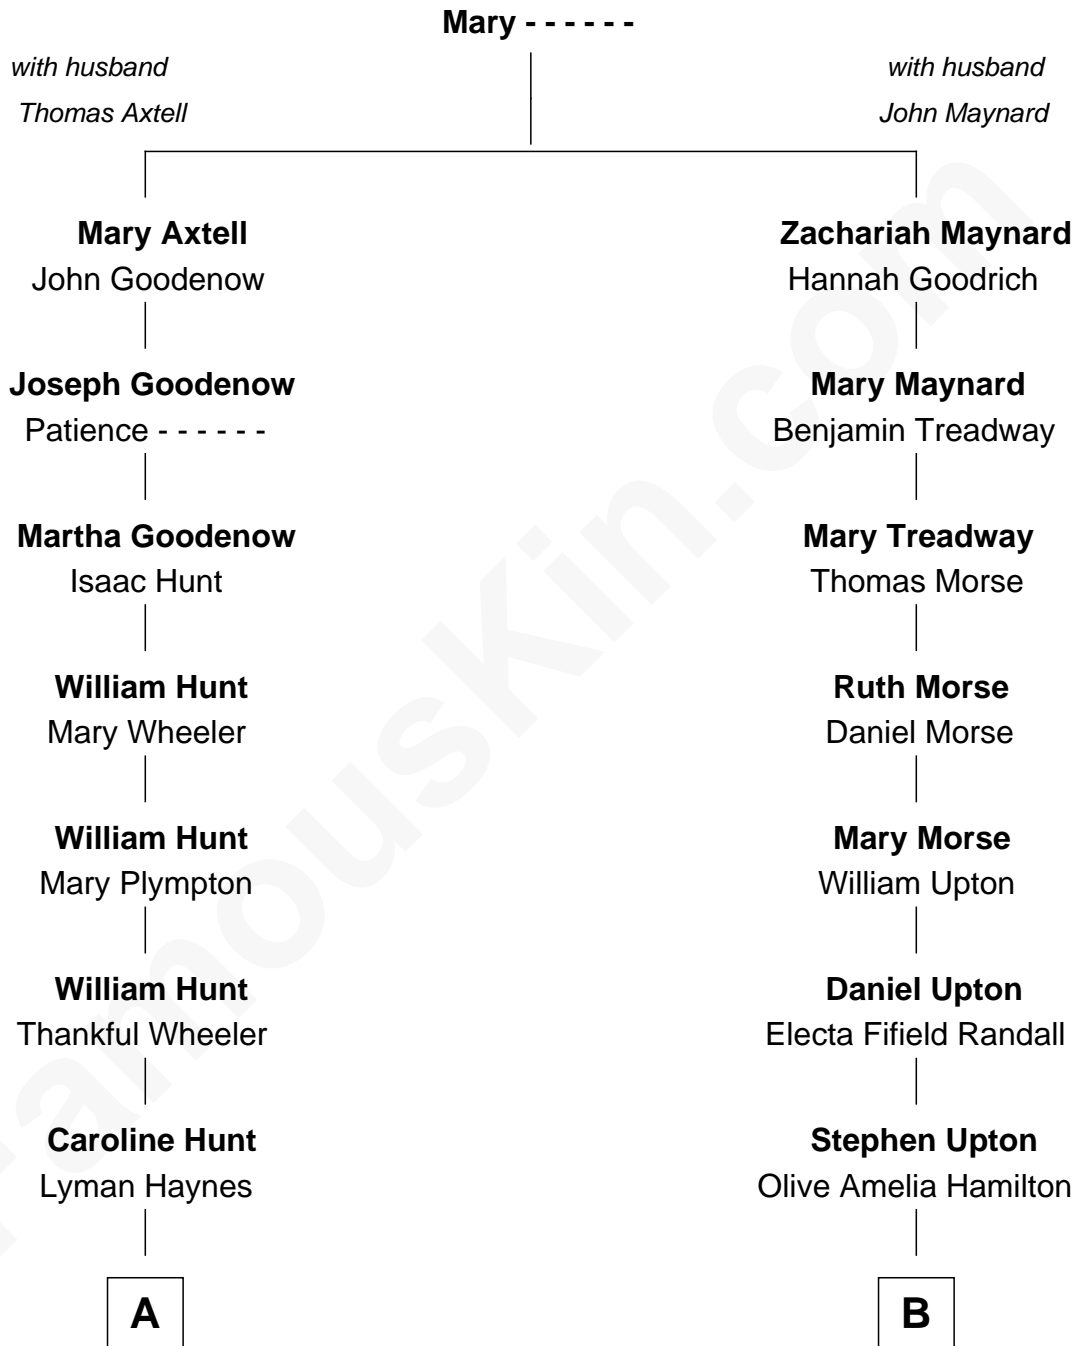 Mary - - - - - -
with husband
Thomas Axtell
with husband
John Maynard
Mary Axtell
John Goodenow
Zachariah Maynard
Hannah Goodrich
Joseph Goodenow
Patience - - - - - -
Mary Maynard
Benjamin Treadway
Martha Goodenow
Isaac Hunt
Mary Treadway
Thomas Morse
William Hunt
Mary Wheeler
Ruth Morse
Daniel Morse
William Hunt
Mary Plympton
Mary Morse
William Upton
William Hunt
Thankful Wheeler
Daniel Upton
Electa Fifield Randall
Caroline Hunt
Lyman Haynes
Stephen Upton
Olive Amelia Hamilton
A
B
FamousKin.com